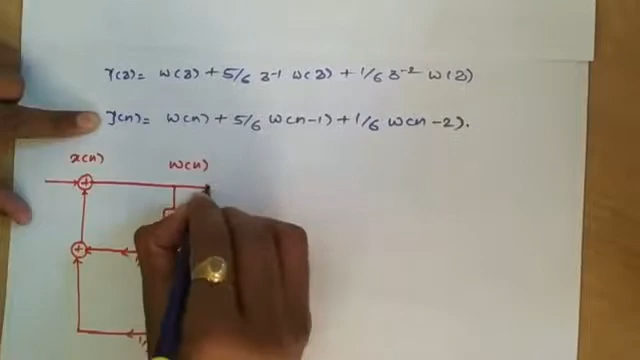 Y(z) = W(z) + 5/6 z⁻¹ W(z) + 1/6 z⁻² W(z)
y(n) = W(n) + 5/6 W(n-1) + 1/6 W(n-2).
x(n) W(n)
+
+